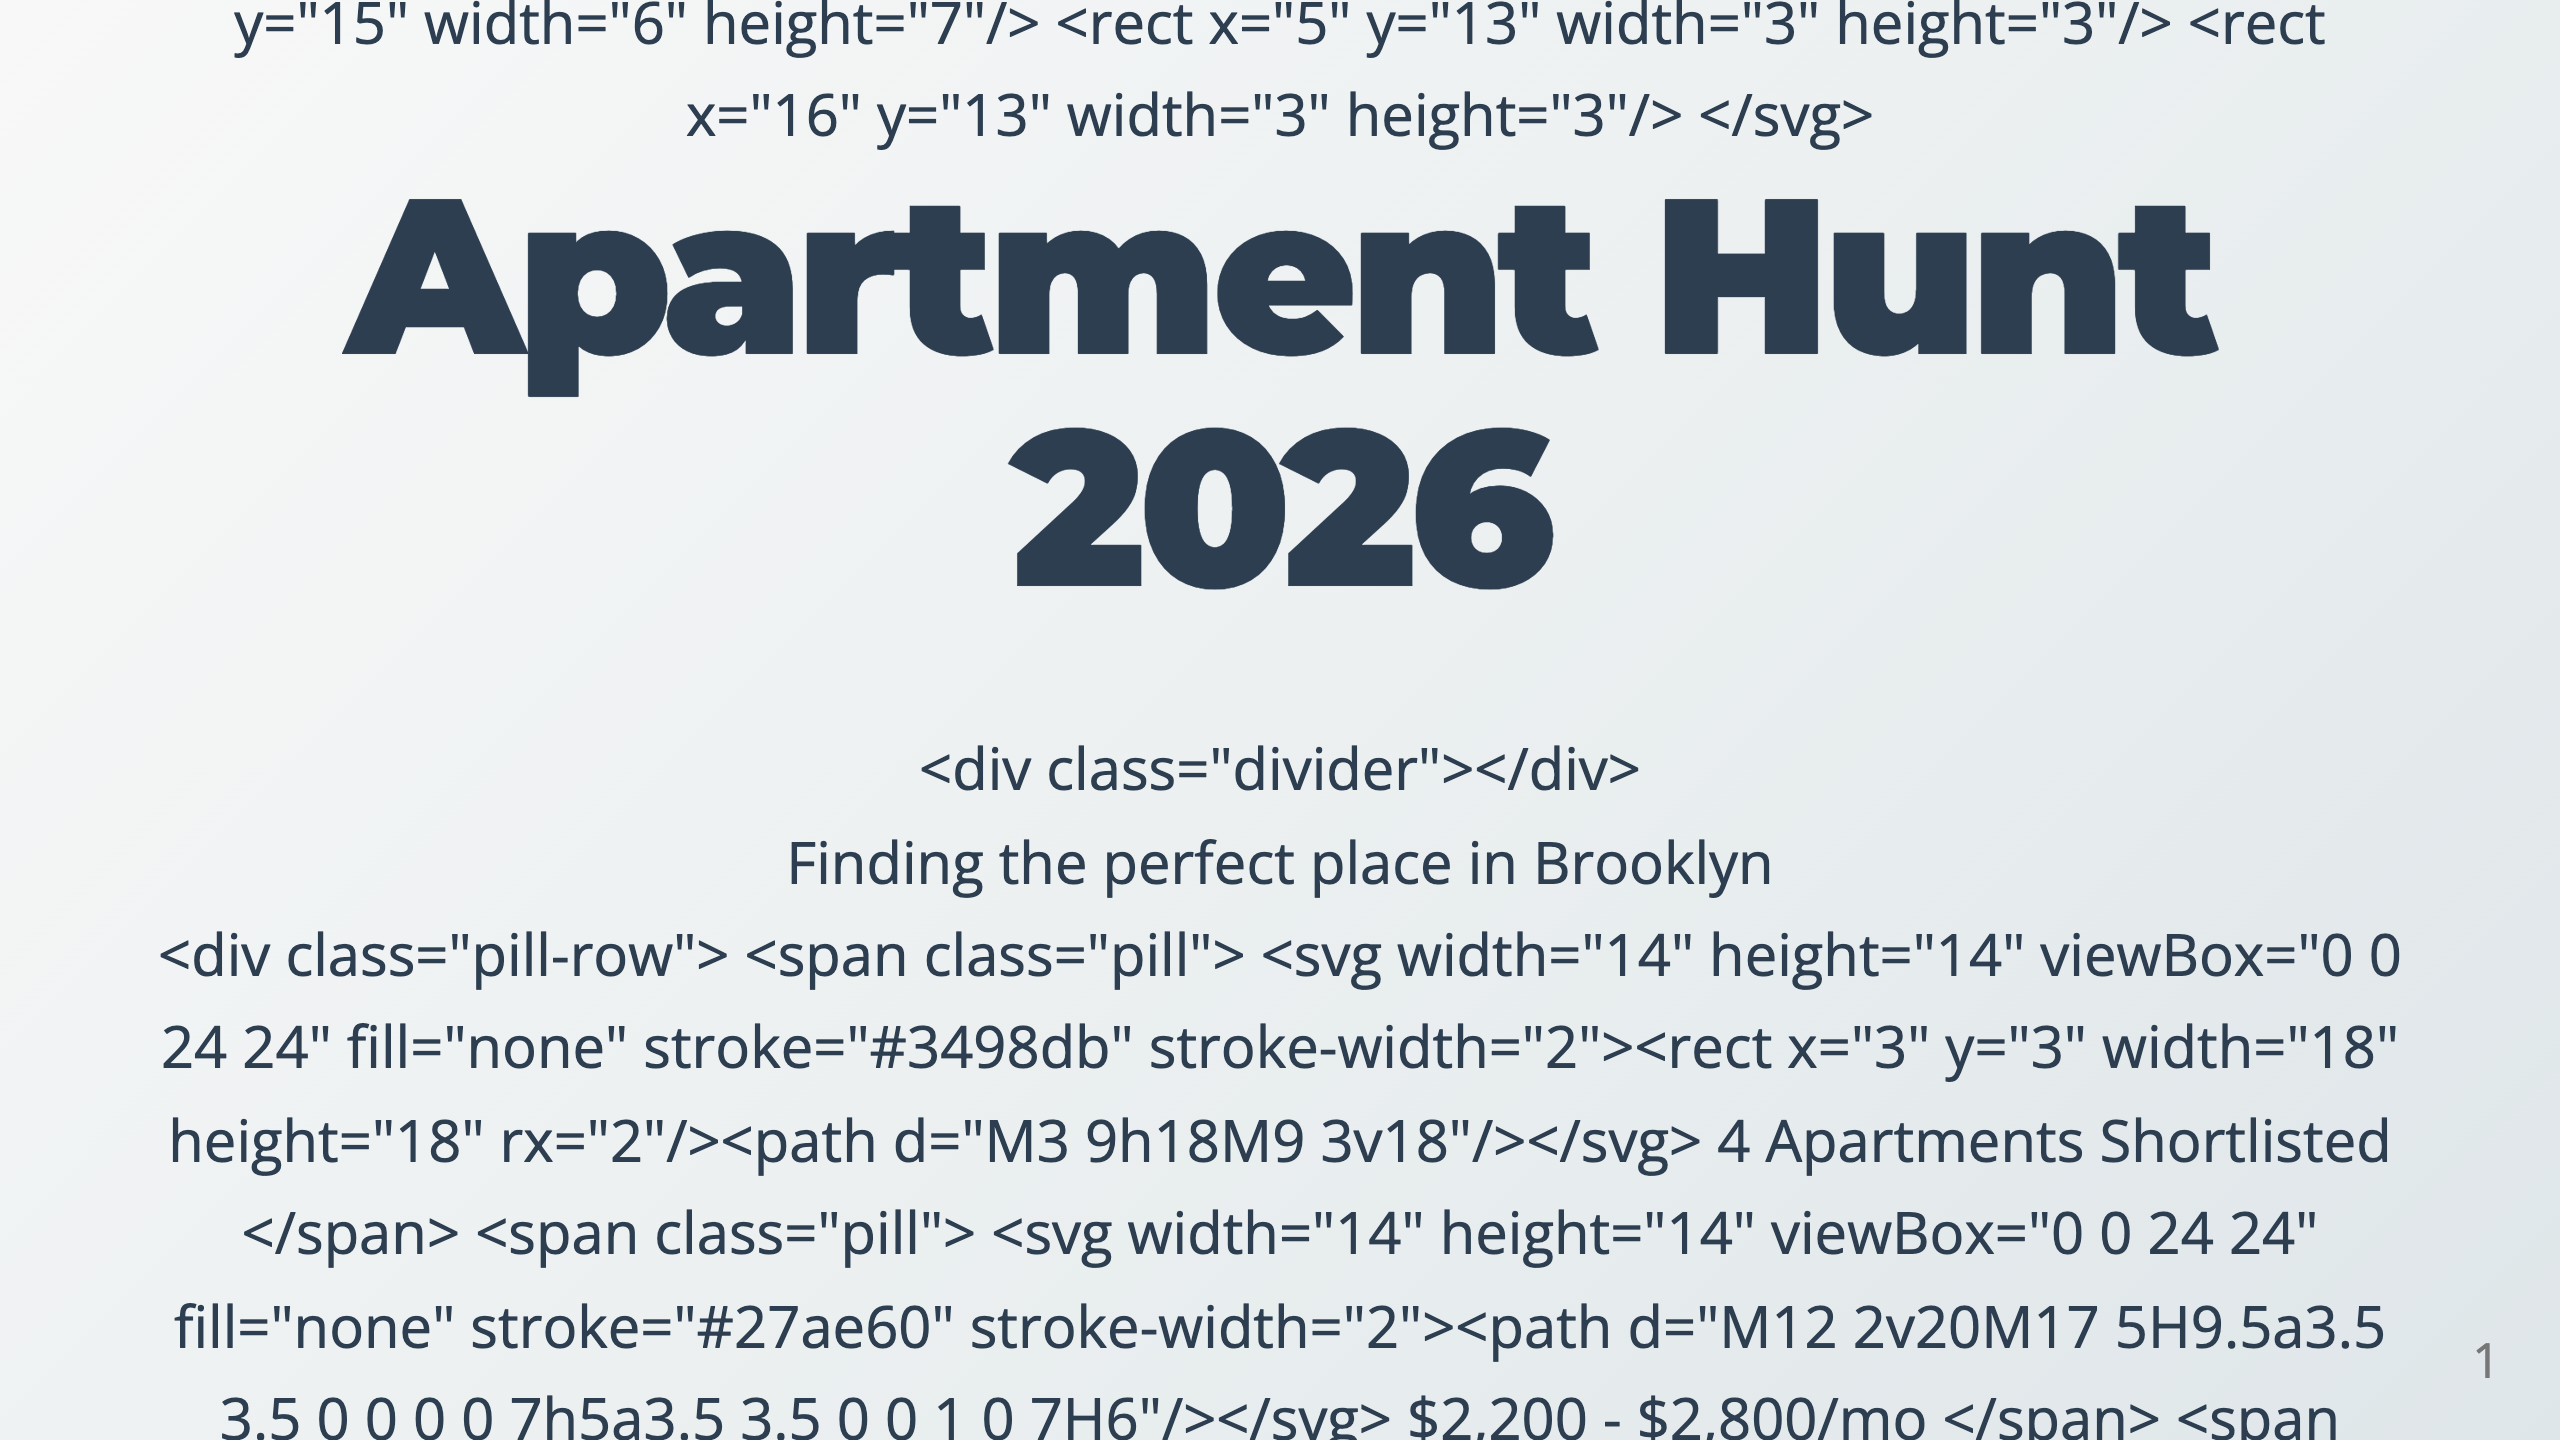 y="15" width="6" height="7"/> <rect x="5" y="13" width="3" height="3"/> <rect
x="16" y="13" width="3" height="3"/> </svg>
Apartment Hunt
2026
<div class="divider"></div>
Finding the perfect place in Brooklyn
<div class="pill-row"> <span class="pill"> <svg width="14" height="14" viewBox="0 0
24 24" fill="none" stroke="#3498db" stroke-width="2"><rect x="3" y="3" width="18"
height="18" rx="2"/><path d="M3 9h18M9 3v18"/></svg> 4 Apartments Shortlisted
</span> <span class="pill"> <svg width="14" height="14" viewBox="0 0 24 24"
fill="none" stroke="#27ae60" stroke-width="2"><path d="M12 2v20M17 5H9.5a3.5
3.5 0 0 0 0 7h5a3.5 3.5 0 0 1 0 7H6"/></svg> $2,200 - $2,800/mo </span> <span
1